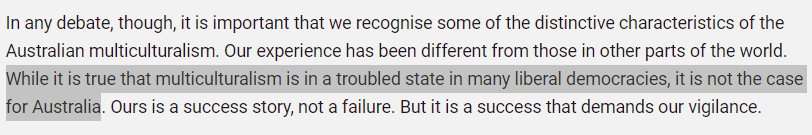 In any debate, though, it is important that we recognise some of the distinctive characteristics of the
Australian multiculturalism. Our experience has been different from those in other parts of the world.
While it is true that multiculturalism is in a troubled state in many liberal democracies, it is not the case
for Australia. Ours is a success story, not a failure. But it is a success that demands our vigilance.